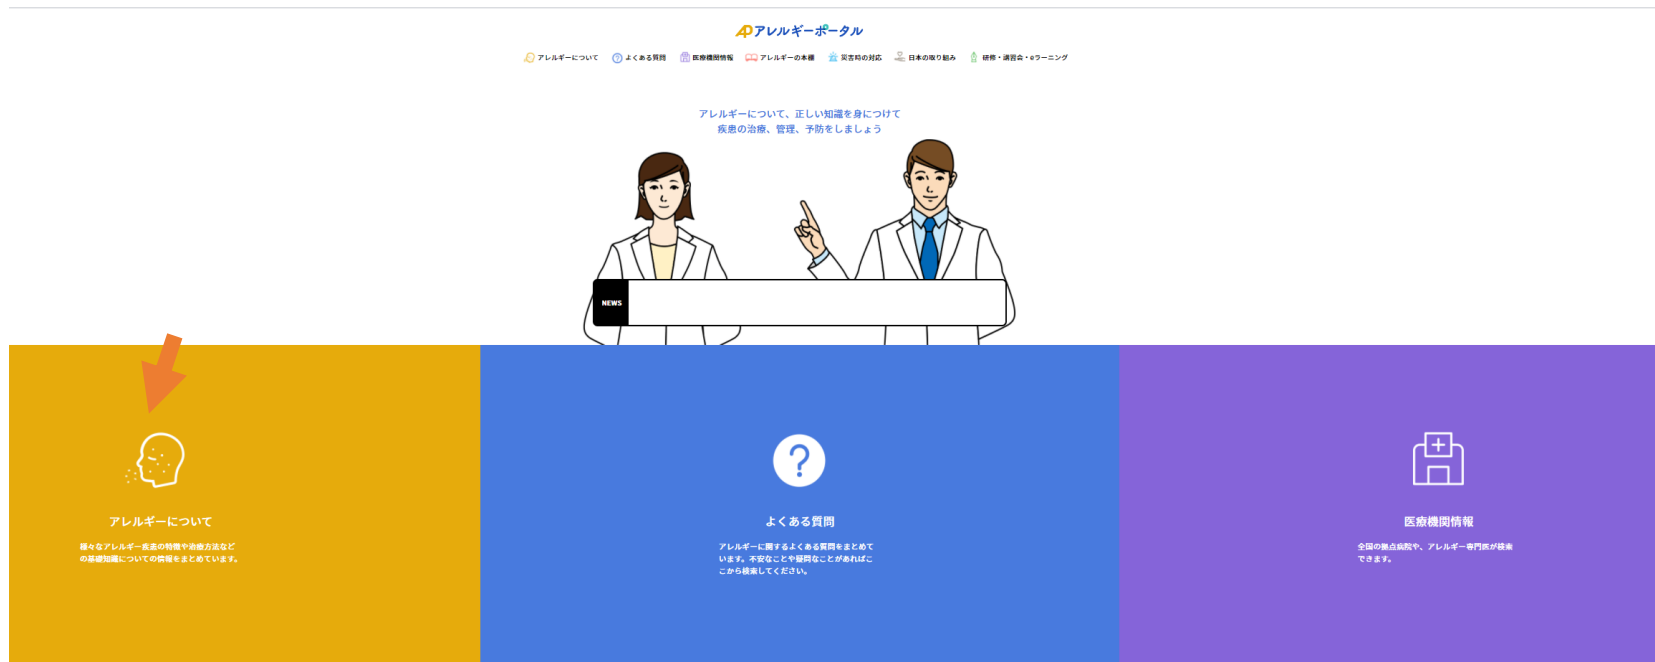 アレルギーポータル
アレルギーについて よくある質問 医療機関情報 アレルギーの本棚 災害時の対応 日本の取り組み 研修・講習会・eラーニング
アレルギーについて、正しい知識を身につけて
疾患の治療、管理、予防をしましょう
NEWS
アレルギーについて
様々なアレルギー疾患の特徴や治療方法など
の基礎知識についての情報をまとめています。
よくある質問
アレルギーに関するよくある質問をまとめて
います。不安なことや疑問なことがあればこ
こから検索してください。
医療機関情報
全国の拠点病院や、アレルギー専門医が検索
できます。